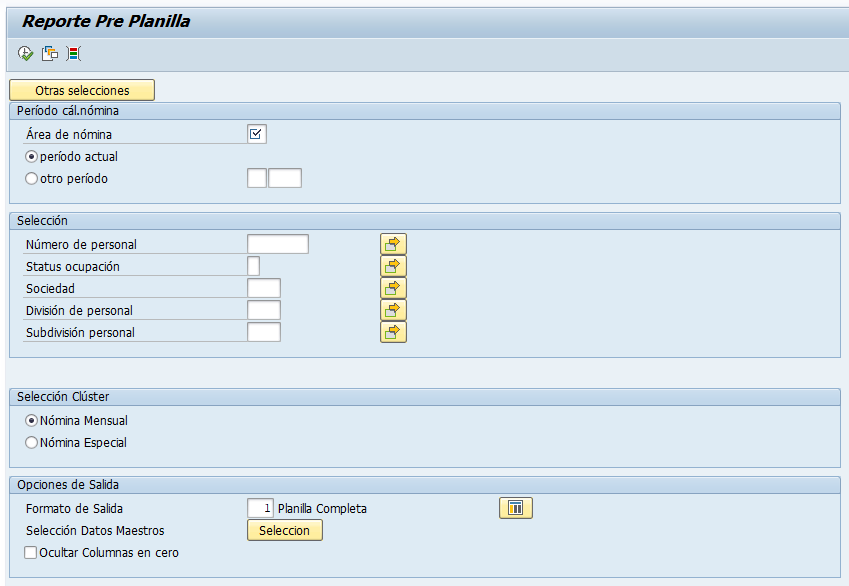 Reporte Pre Planilla
Otras selecciones
Período cál.nómina
Área de nómina
período actual
otro período
Selección
Número de personal
Status ocupación
Sociedad
División de personal
Subdivisión personal
Selección Clúster
Nómina Mensual
Nómina Especial
Opciones de Salida
Formato de Salida 1 Planilla Completa
Selección Datos Maestros Seleccion
Ocultar Columnas en cero